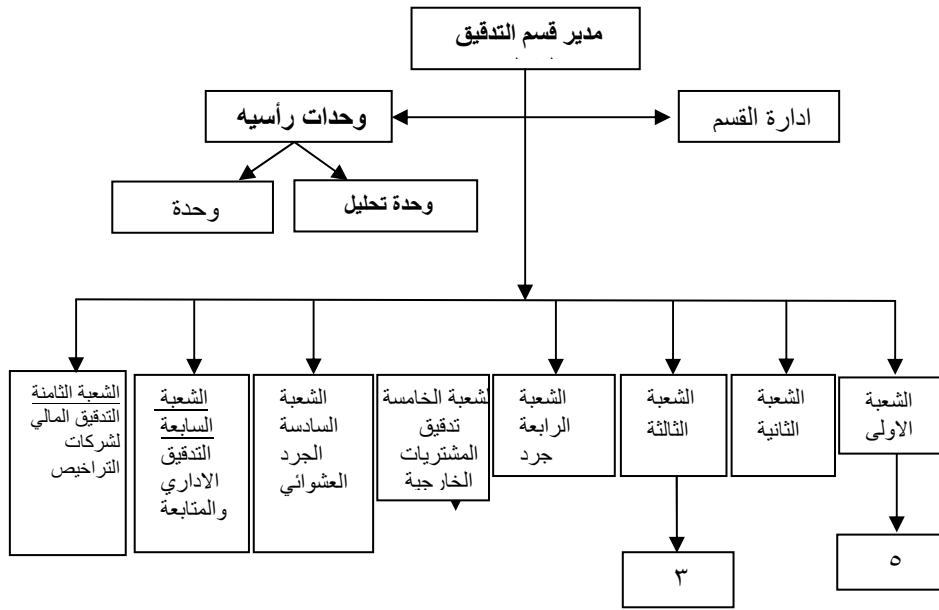 مدير قسم التدقيق
ادارة القسم
وحدات رأسيه
وحدة تحليل
وحدة
الشعبة
الاولى
الشعبة
الثانية
الشعبة
الثالثة
الشعبة
الرابعة
جرد
لشعبة الخامسة
تدقيق
المشتريات
الخارجية
الشعبة
السادسة
الجرد
العشوائي
الشعبة
السابعة
التدقيق
الاداري
والمتابعة
الشعبة الثامنة
التدقيق المالي
لشركات
التراخيص
٥
٣